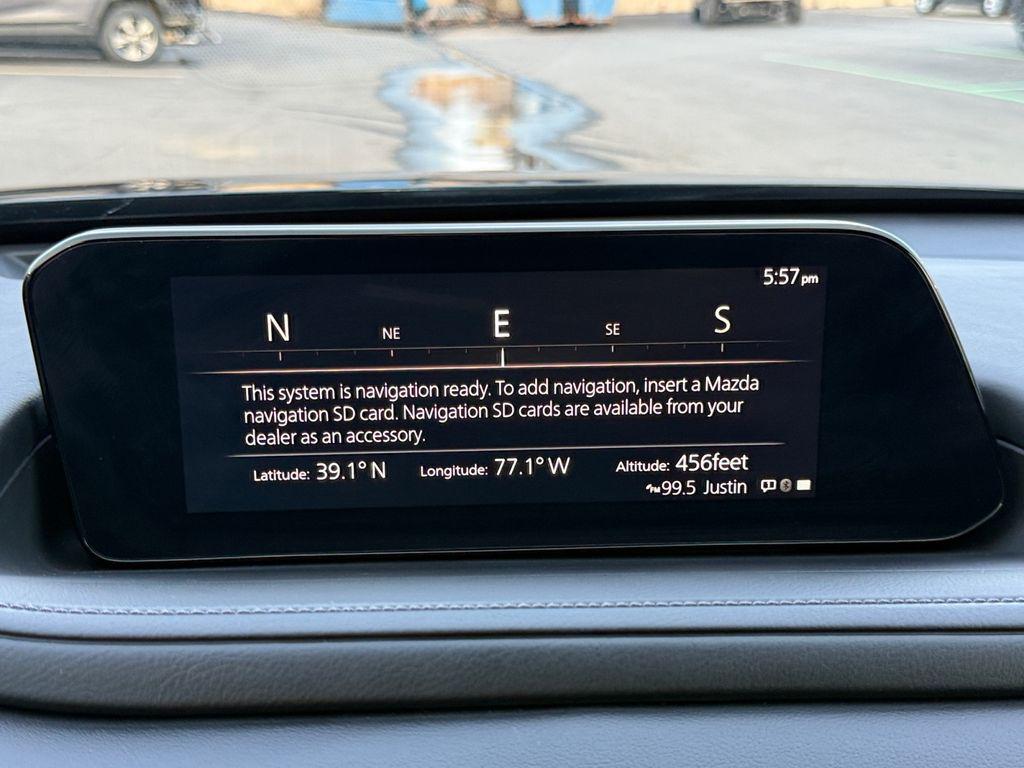 5:57pm
N NE E SE S
This system is navigation ready. To add navigation, insert a Mazda
navigation SD card. Navigation SD cards are available from your
dealer as an accessory.
Latitude: 39.1° N Longitude: 77.1° W Altitude: 456feet
FM 99.5 Justin